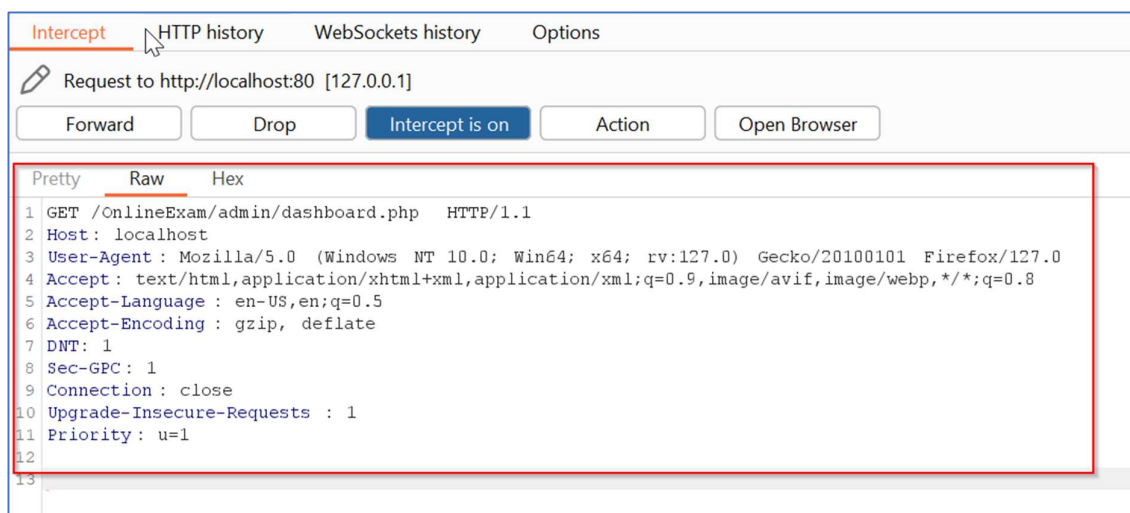 Intercept HTTP history WebSockets history Options
Request to http://localhost:80 [127.0.0.1]
Forward Drop Intercept is on Action Open Browser
Pretty Raw Hex
1 GET /OnlineExam/admin/dashboard.php HTTP/1.1
2 Host: localhost
3 User-Agent: Mozilla/5.0 (Windows NT 10.0; Win64; x64; rv:127.0) Gecko/20100101 Firefox/127.0
4 Accept: text/html,application/xhtml+xml,application/xml;q=0.9,image/avif,image/webp,*/*;q=0.8
5 Accept-Language : en-US,en;q=0.5
6 Accept-Encoding : gzip, deflate
7 DNT: 1
8 Sec-GPC: 1
9 Connection: close
10 Upgrade-Insecure-Requests : 1
11 Priority: u=1
12
13